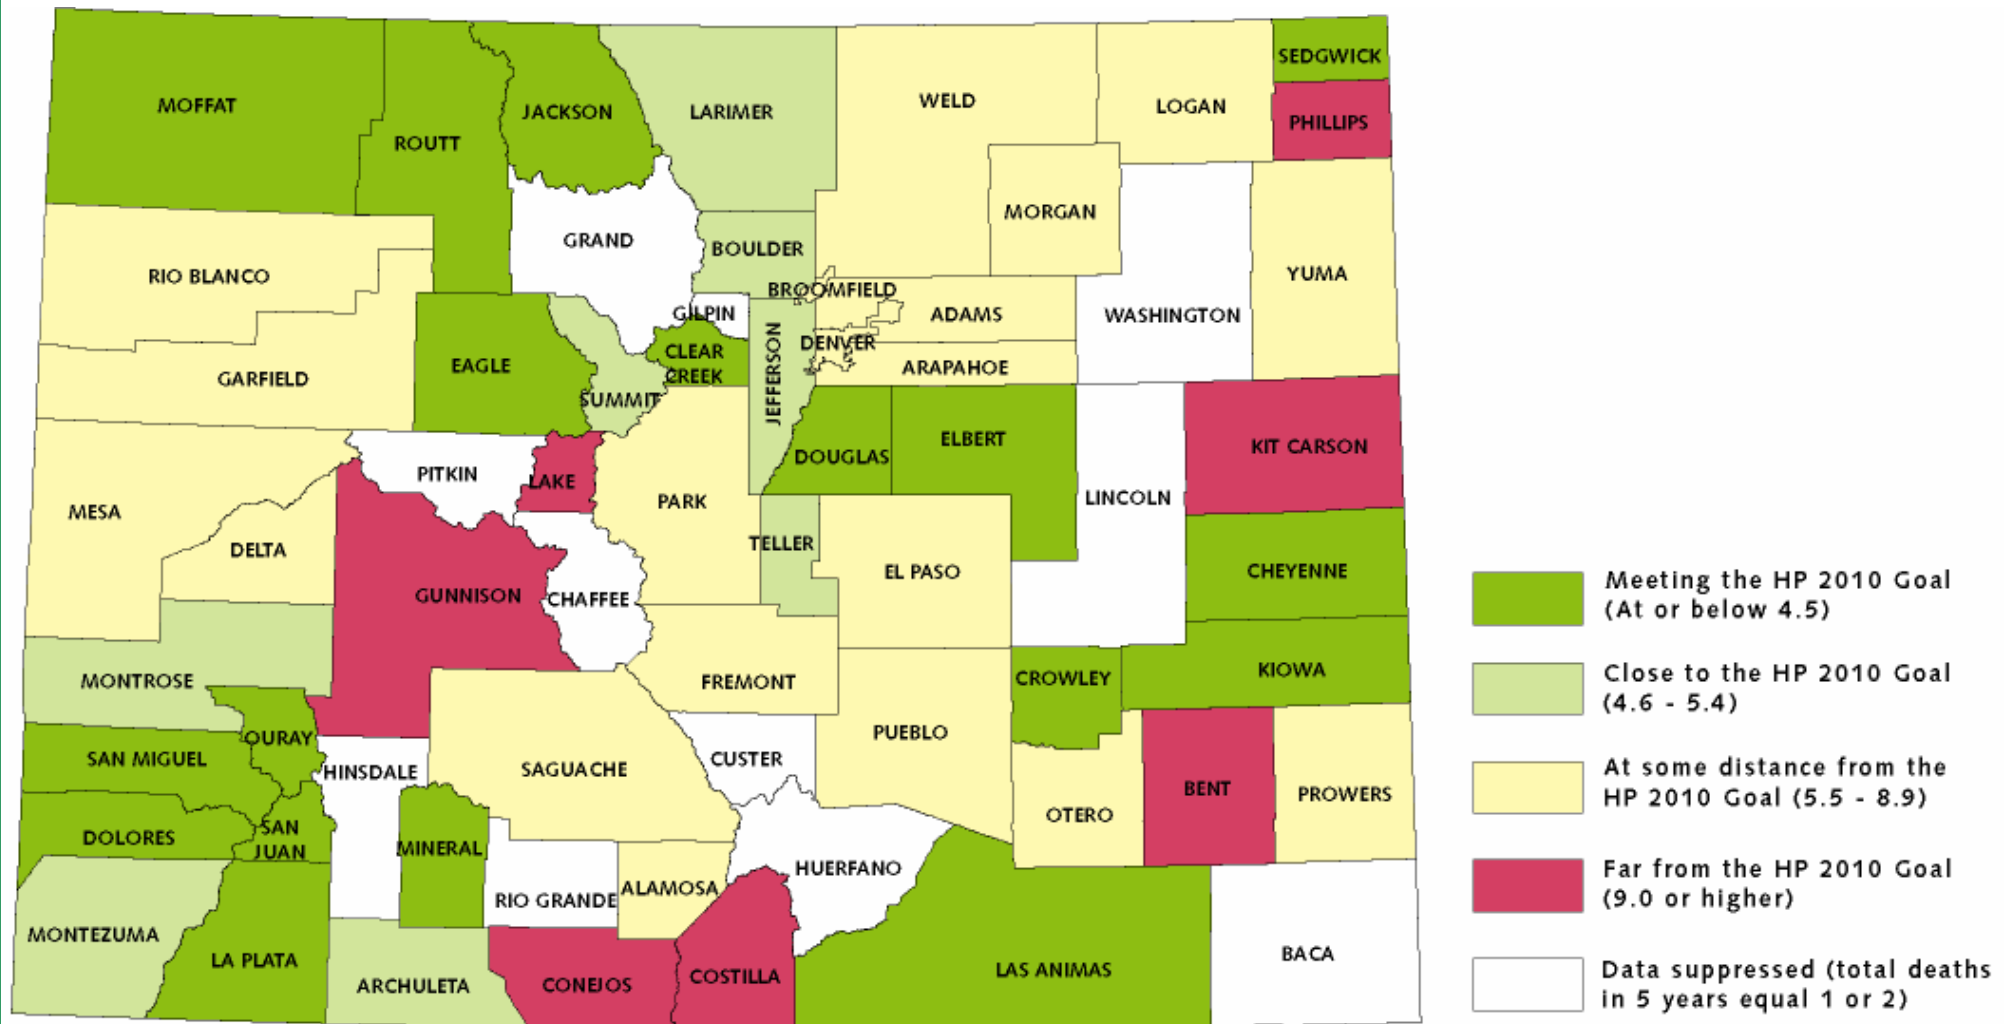 SEDGWICK
MOFFAT
JACKSON
LARIMER
WELD
LOGAN
PHILLIPS
ROUTT
MORGAN
GRAND
BOULDER
RIO BLANCO
YUMA
BROOMFIELD
GILPIN
ADAMS
WASHINGTON
DENVER
CLEAR
CREEK
JEFFERSON
EAGLE
ARAPAHOE
GARFIELD
SUMMIT
ELBERT
KIT CARSON
DOUGLAS
PITKIN
LAKE
LINCOLN
PARK
MESA
TELLER
DELTA
EL PASO
CHEYENNE
GUNNISON
CHAFFEE
MONTROSE
FREMONT
CROWLEY
KIOWA
OURAY
PUEBLO
SAN MIGUEL
CUSTER
HINSDALE
SAGUACHE
BENT
PROWERS
OTERO
SAN
JUAN
DOLORES
MINERAL
HUERFANO
ALAMOSA
RIO GRANDE
MONTEZUMA
LA PLATA
BACA
LAS ANIMAS
COSTILLA
ARCHULETA
CONEJOS
Meeting the HP 2010 Goal
(At or below 4.5)
Close to the HP 2010 Goal
(4.6 - 5.4)
At some distance from the
HP 2010 Goal (5.5 - 8.9)
Far from the HP 2010 Goal
(9.0 or higher)
Data suppressed (total deaths
in 5 years equal 1 or 2)